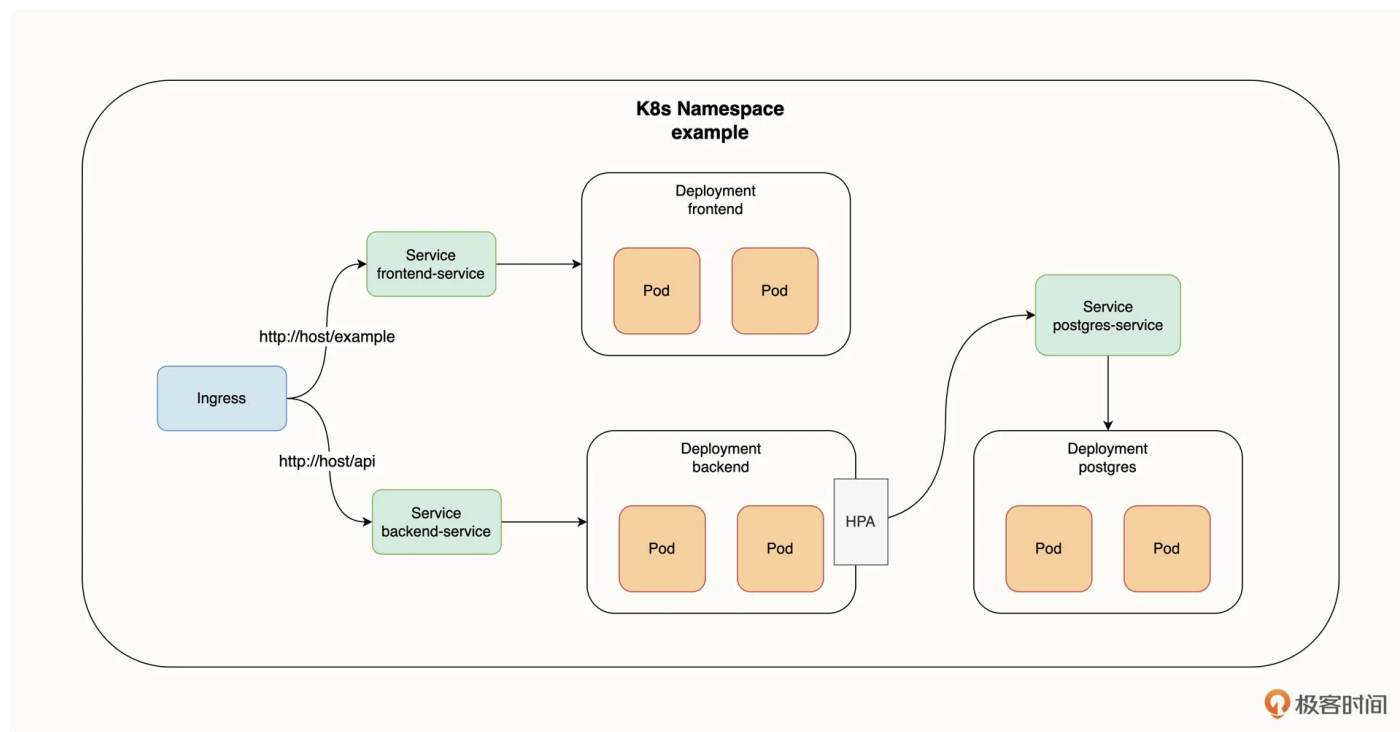 K8s Namespace
example
Deployment
frontend
Pod
Pod
Service
frontend-service
http://host/example
Ingress
http://host/api
Service
backend-service
Deployment
backend
Pod
Pod
HPA
Service
postgres-service
Deployment
postgres
Pod
Pod
极客时间